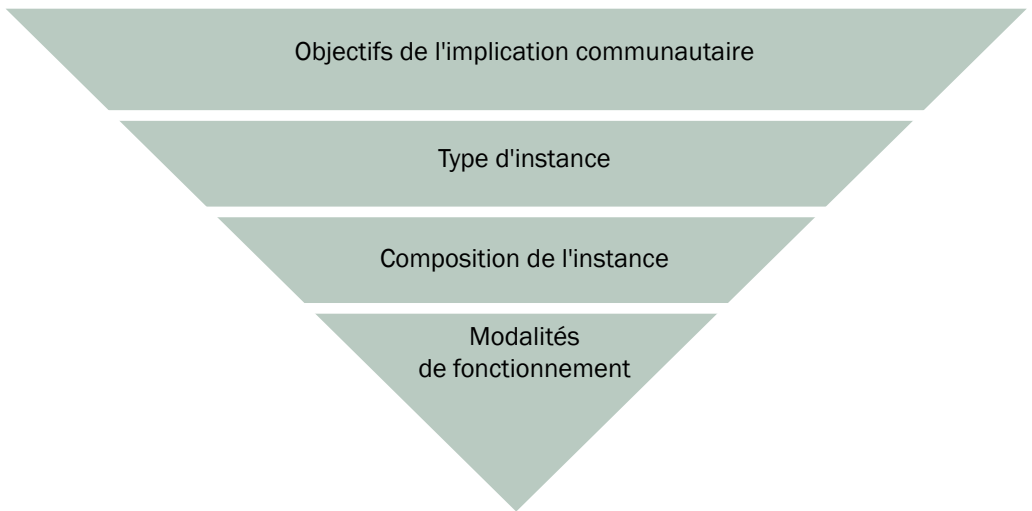 Objectifs de l'implication communautaire
Type d'instance
Composition de l'instance
Modalités
de fonctionnement